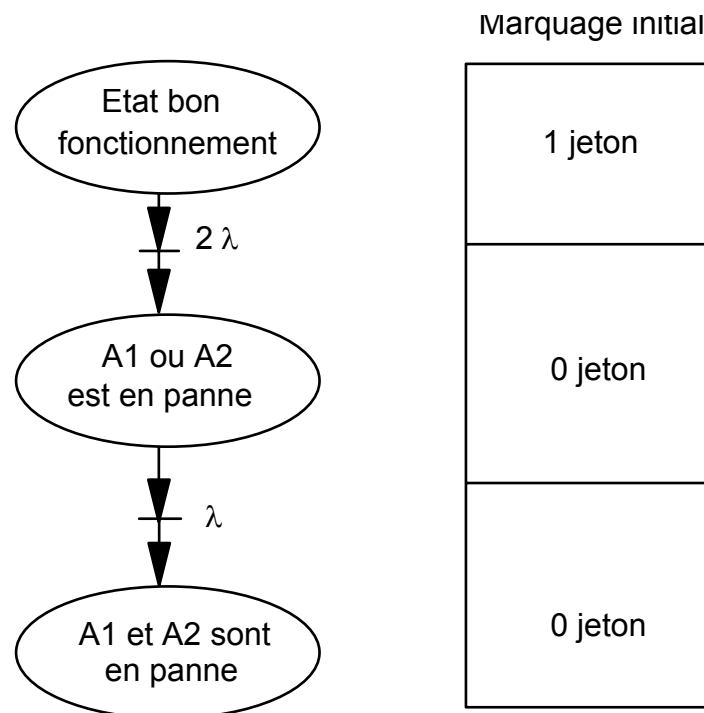 Marquage initial
Etat bon
fonctionnement
1 jeton
2 λ
A1 ou A2
est en panne
0 jeton
λ
A1 et A2 sont
en panne
0 jeton